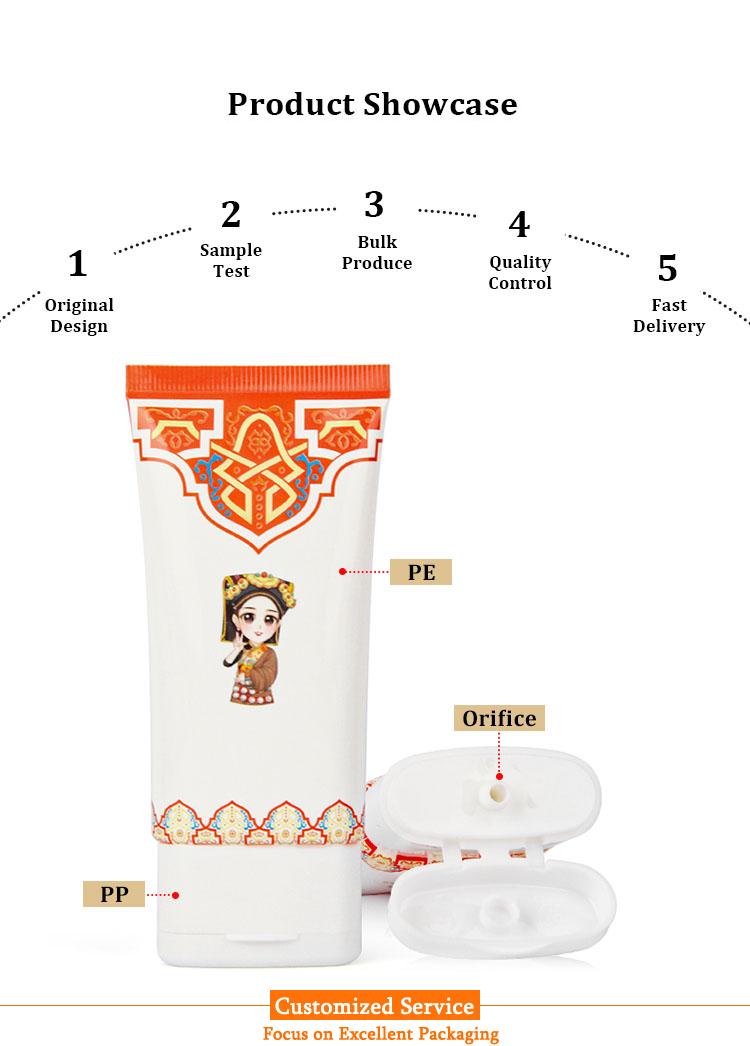 Product Showcase
1
Original
Design
2
Sample
Test
3
Bulk
Produce
4
Quality
Control
5
Fast
Delivery
PE
Orifice
PP
Customized Service
Focus on Excellent Packaging